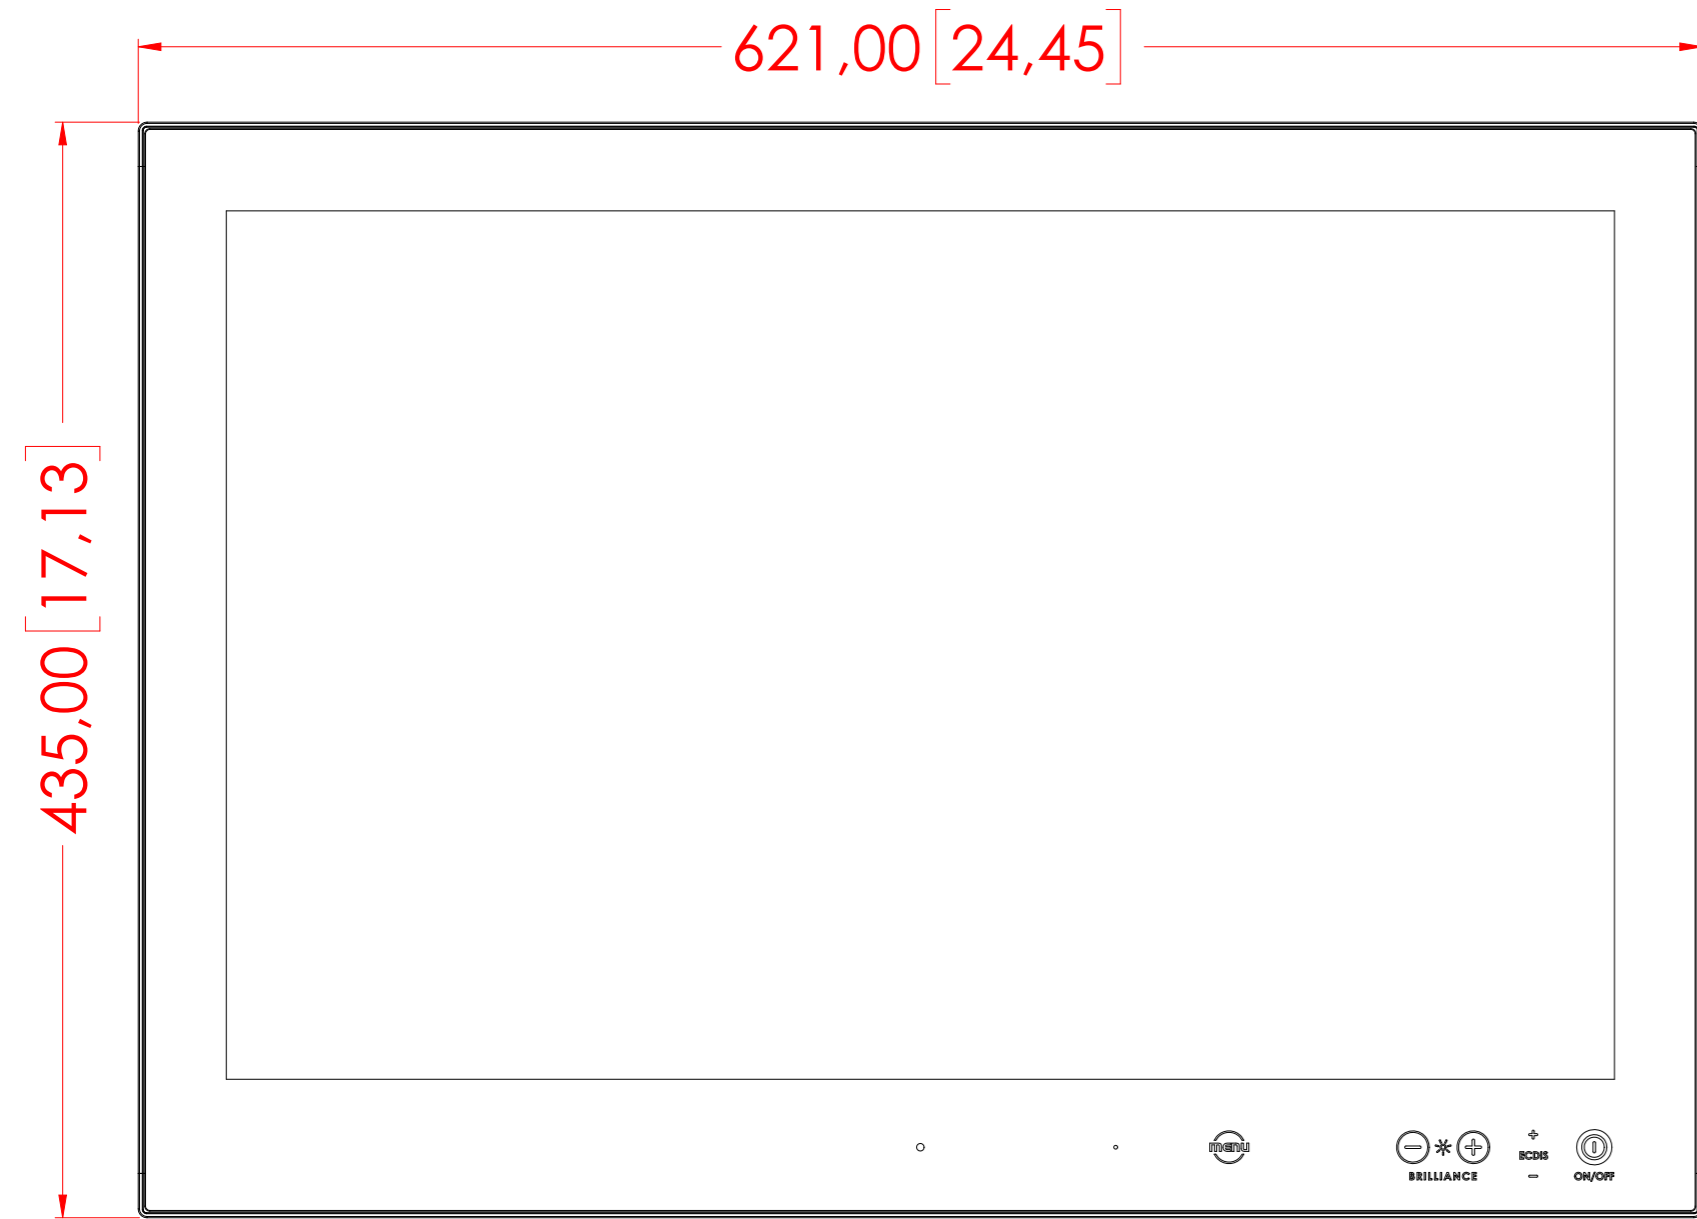 621,00[24,45]
435,00[17,13]
menu
- +
BRILLIANCE
+
ECDIS
-
ON/OFF